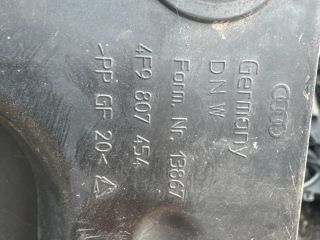 Germany
DNW
Form. Nr. 13867
4F9 807 454
>PP GF 20<